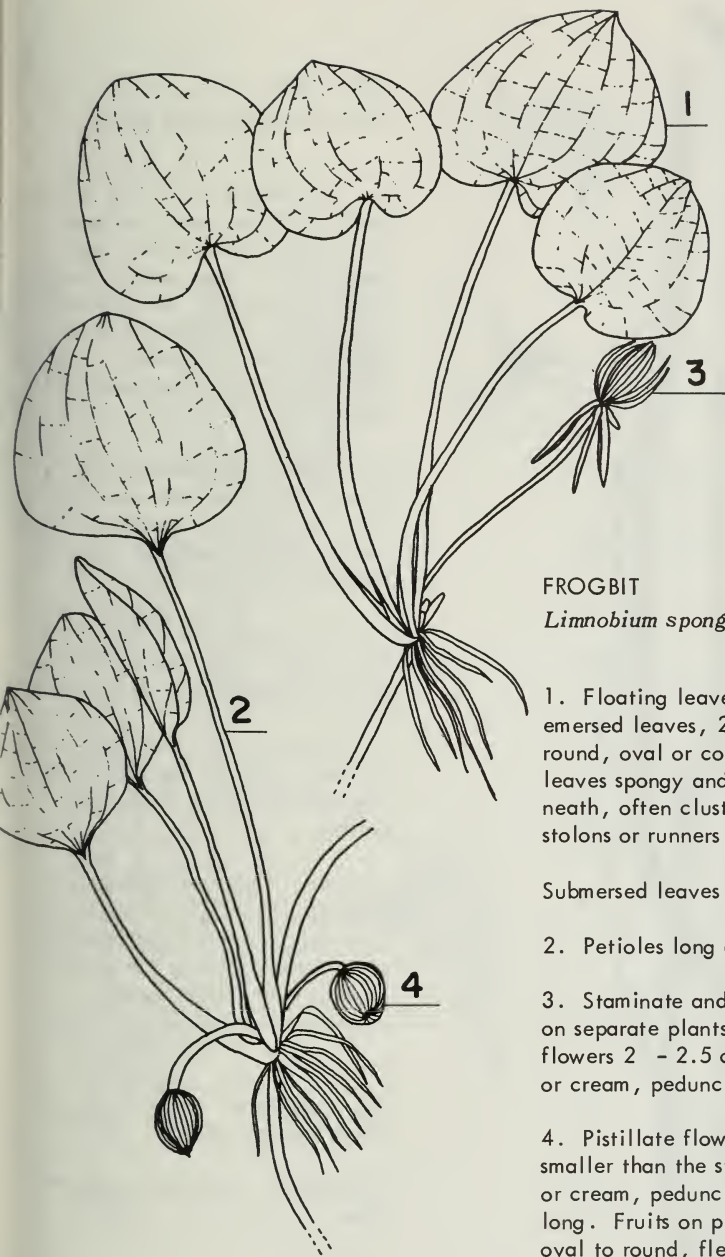 1
3
2
4
FROGBIT
Limnobium spong
1. Floating leave
emersed leaves, 2
round, oval or co
leaves spongy and
neath, often clust
stolons or runners
Submersed leaves
2. Petioles long
3. Staminate and
on separate plants
flowers 2 - 2.5 c
or cream, pedunc
4. Pistillate flow
smaller than the s
or cream, pedunc
long. Fruits on p
oval to round, fle